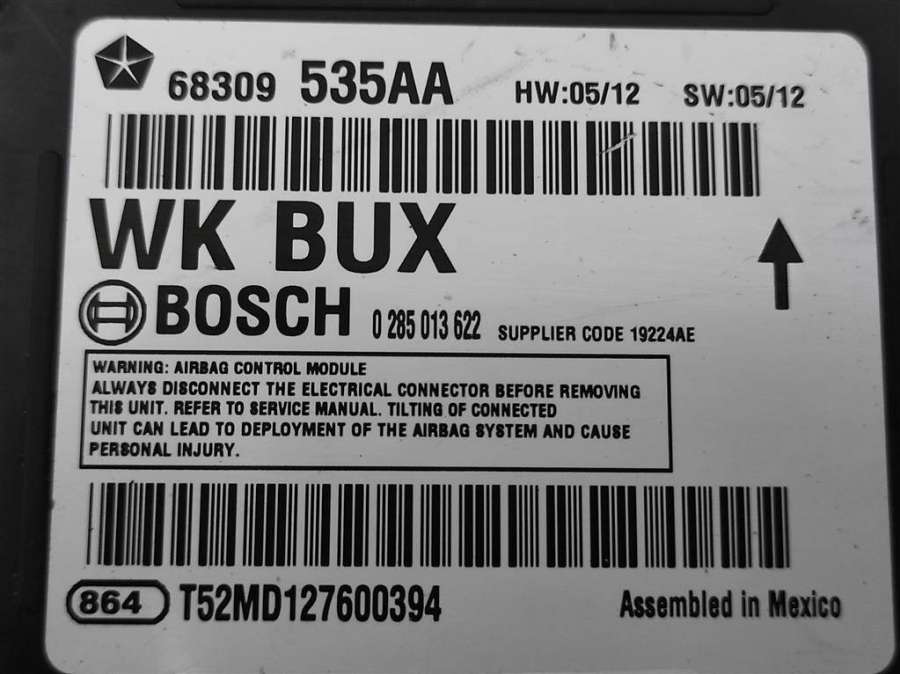 68309 535AA HW:05/12 SW:05/12
WK BUX
BOSCH 0 285 013 622 SUPPLIER CODE 19224AE
WARNING: AIRBAG CONTROL MODULE
ALWAYS DISCONNECT THE ELECTRICAL CONNECTOR BEFORE REMOVING
THIS UNIT. REFER TO SERVICE MANUAL. TILTING OF CONNECTED
UNIT CAN LEAD TO DEPLOYMENT OF THE AIRBAG SYSTEM AND CAUSE
PERSONAL INJURY.
864 T52MD127600394 Assembled in Mexico